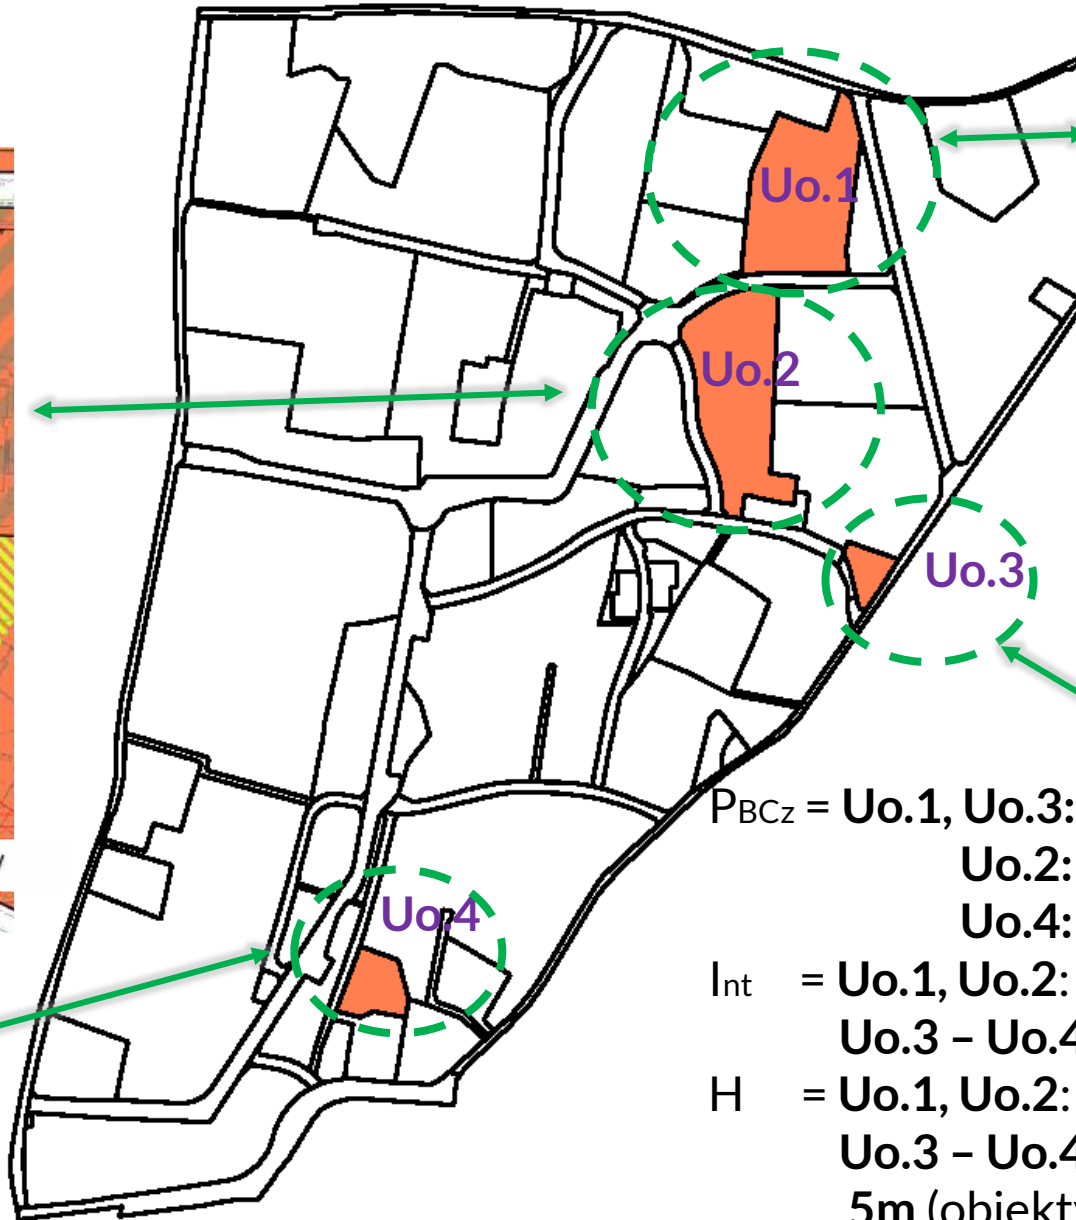 Uo.1
Uo.2
Uo.3
Uo.4
PBCz = Uo.1, Uo.3:
Uo.2:
Uo.4:
Int = Uo.1, Uo.2:
Uo.3 – Uo.4
H = Uo.1, Uo.2:
Uo.3 – Uo.4
5m (obiekty